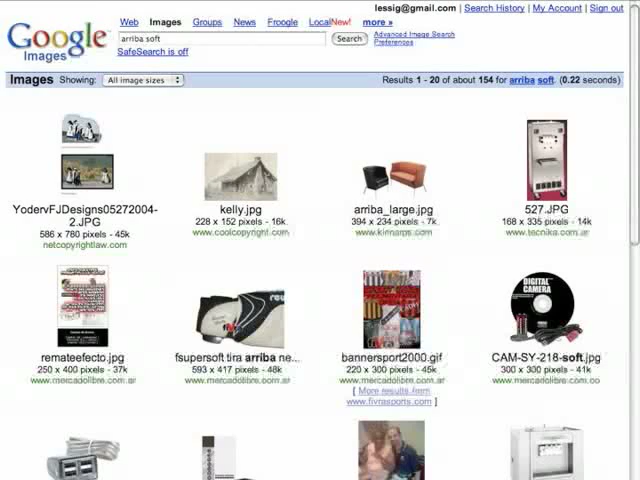 lessig@gmail.com | Search History | My Account | Sign out
Google Images
Web Images Groups News Froogle LocalNew! more »
arriba soft Search Advanced Image Search
Preferences
SafeSearch is off
Images Showing: All image sizes Results 1 - 20 of about 154 for arriba soft. (0.22 seconds)
YodervFJDesigns05272004-
2.JPG
586 x 780 pixels - 45k
netcopyrightlaw.com
kelly.jpg
228 x 152 pixels - 16k
www.coolcopyright.com
arriba_large.jpg
394 x 234 pixels - 7k
www.kinnarps.com
527.JPG
168 x 335 pixels - 14k
www.tecnika.com.ar
remateefecto.jpg
250 x 400 pixels - 37k
www.mercadolibre.com.ar
fsupersoft tira arriba ne...
593 x 417 pixels - 48k
www.mercadolibre.com.ar
bannersport2000.gif
220 x 300 pixels - 45k
www.mercadolibre.com.ar
[ More results from
www.fivrasports.com ]
DIGITAL
CAMERA
CAM-SY-218-soft.jpg
300 x 300 pixels - 41k
www.mercadolibre.com.co